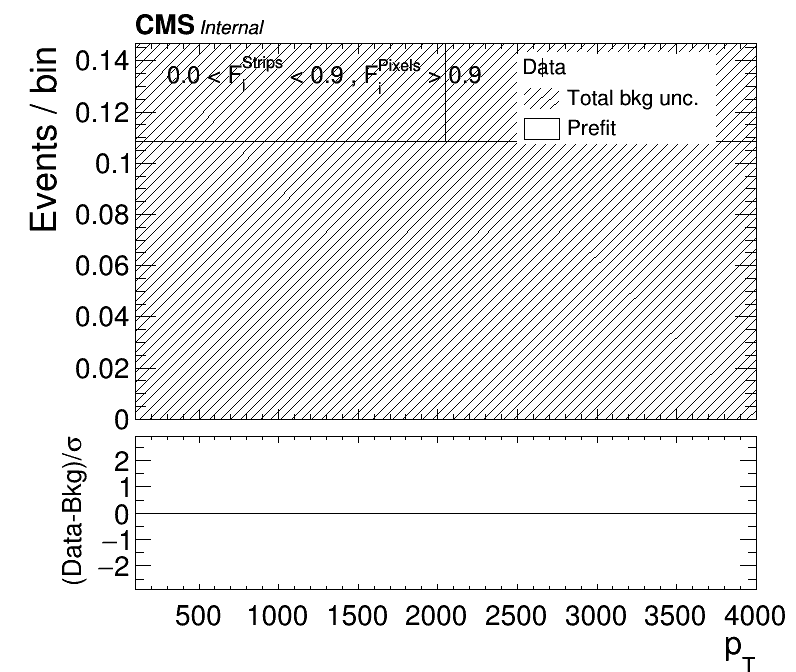 CMS Internal
Events / bin
0.14
0.12
0.1
0.08
0.06
0.04
0.02
0
0.0 < F_i^Strips < 0.9 , F_i^Pixels > 0.9
Data
Total bkg unc.
Prefit
(Data-Bkg)/σ
2
1
0
−1
−2
500 1000 1500 2000 2500 3000 3500 4000
p_T